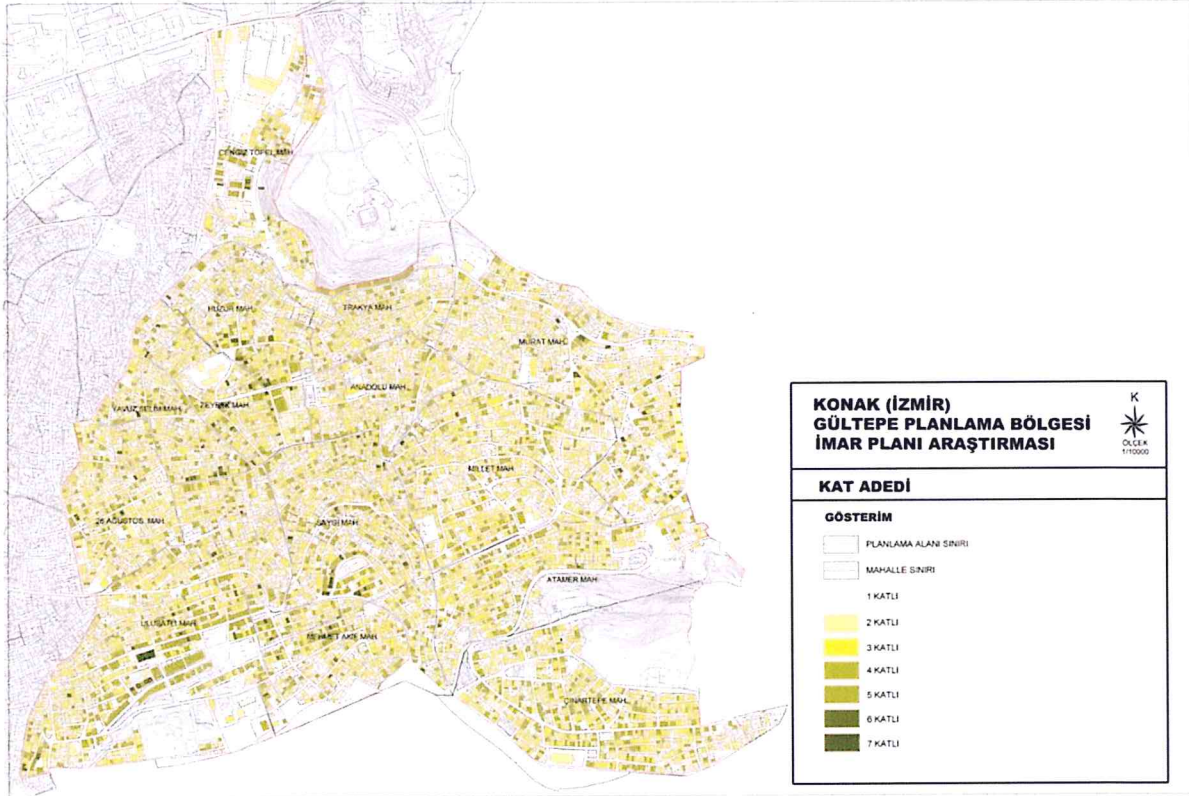 ÇENGİZ TOPEL MAH.
HUZUR MAH.
TRAKYA MAH.
MURAT MAH.
ANADOLU MAH.
YAVUZ SELİM MAH.
ZEYBEK MAH.
MİLLET MAH.
26 AĞUSTOS MAH.
SAYGI MAH.
ATAMER MAH.
ULUBATLI MAH.
MEHMET AKİF MAH.
ÇINARTEPE MAH.
KONAK (İZMİR)
GÜLTEPE PLANLAMA BÖLGESİ
İMAR PLANI ARAŞTIRMASI
K
ÖLÇEK
1/10000
KAT ADEDİ
GÖSTERİM
PLANLAMA ALANI SINIRI
MAHALLE SINIRI
1 KATLI
2 KATLI
3 KATLI
4 KATLI
5 KATLI
6 KATLI
7 KATLI